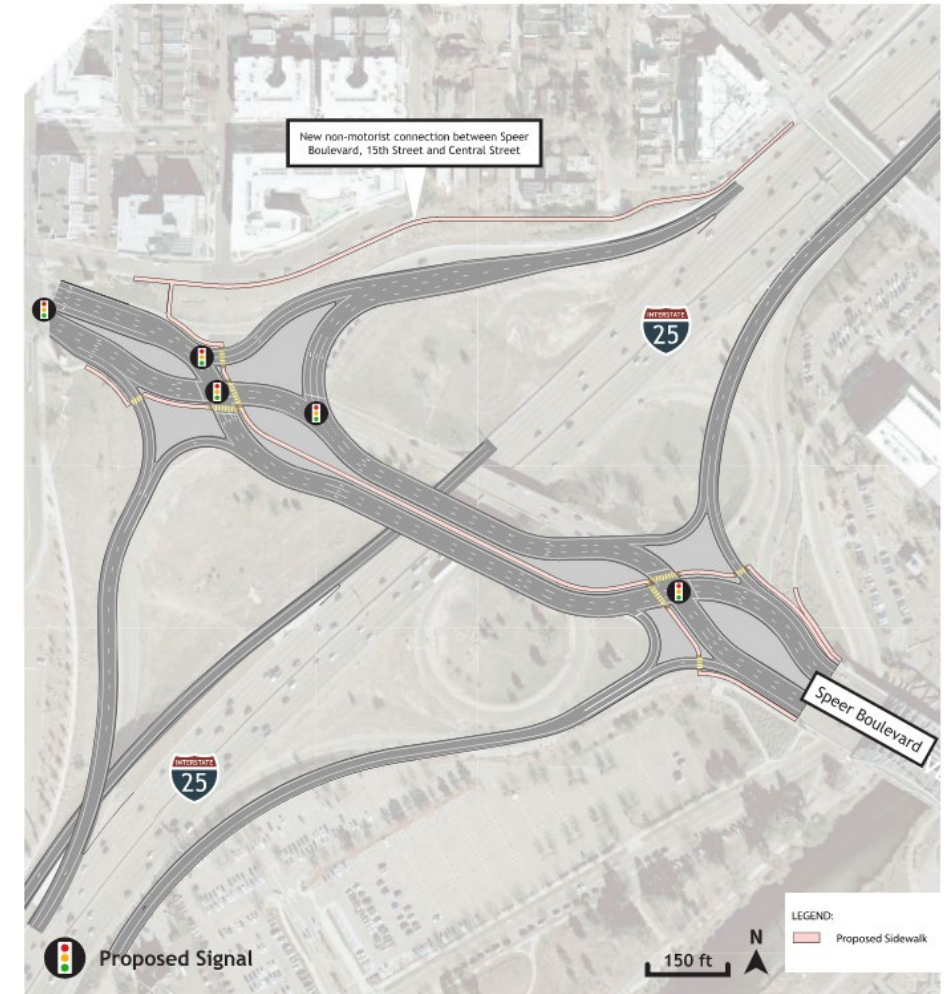 New non-motorist connection between Speer
Boulevard, 15th Street and Central Street
INTERSTATE
25
Speer Boulevard
INTERSTATE
25
LEGEND:
Proposed Sidewalk
N
150 ft
Proposed Signal